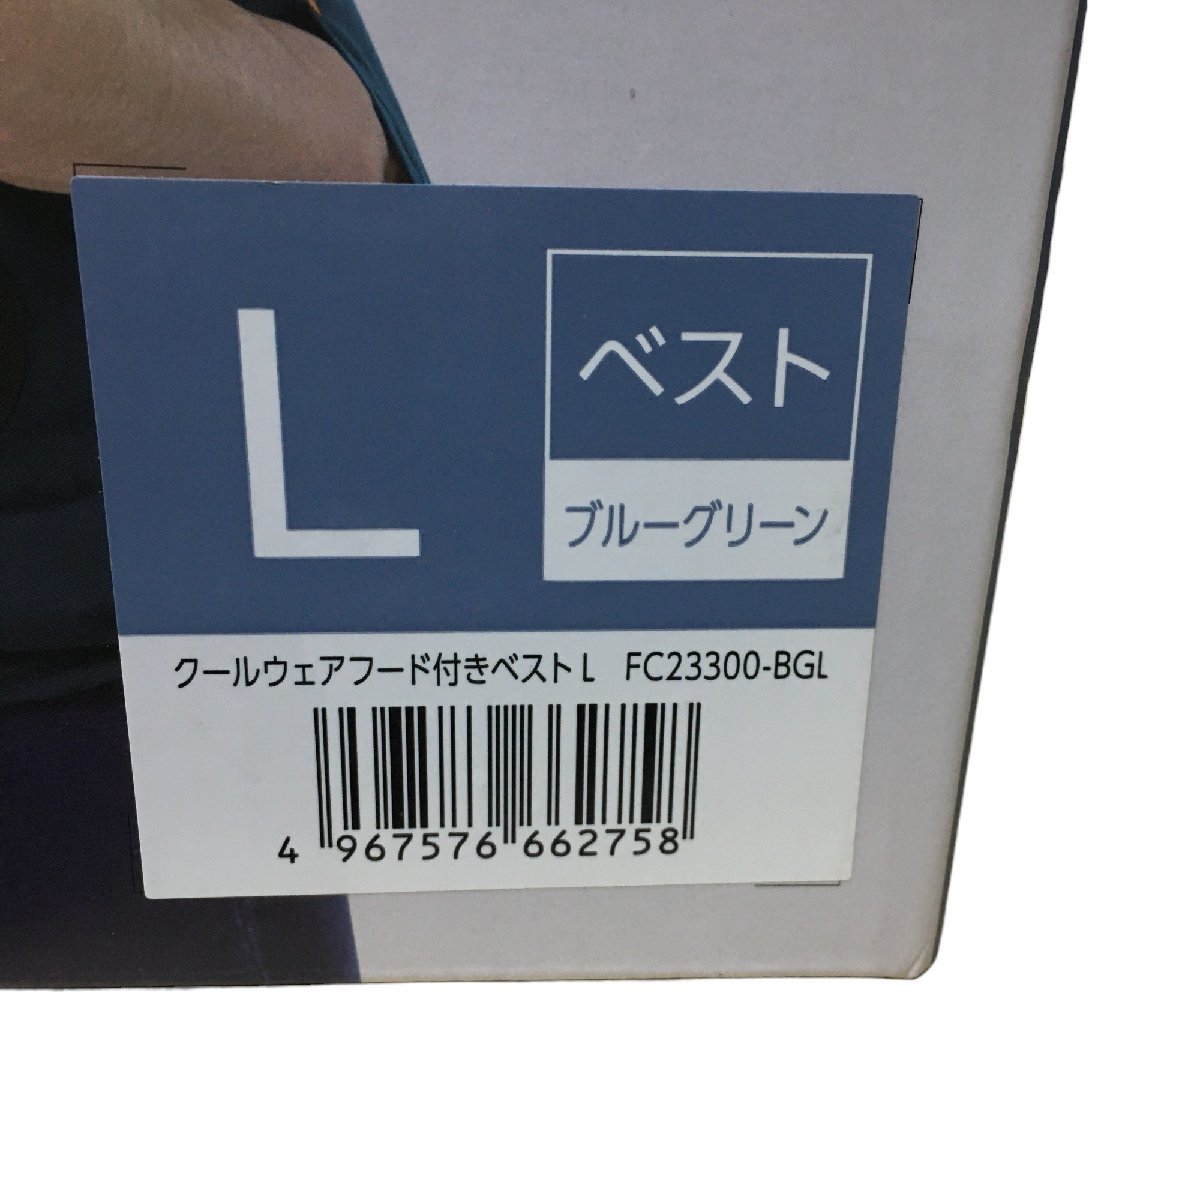 L
ベスト
ブルーグリーン
クールウェアフード付きベストL FC23300-BGL
4 967576 662758